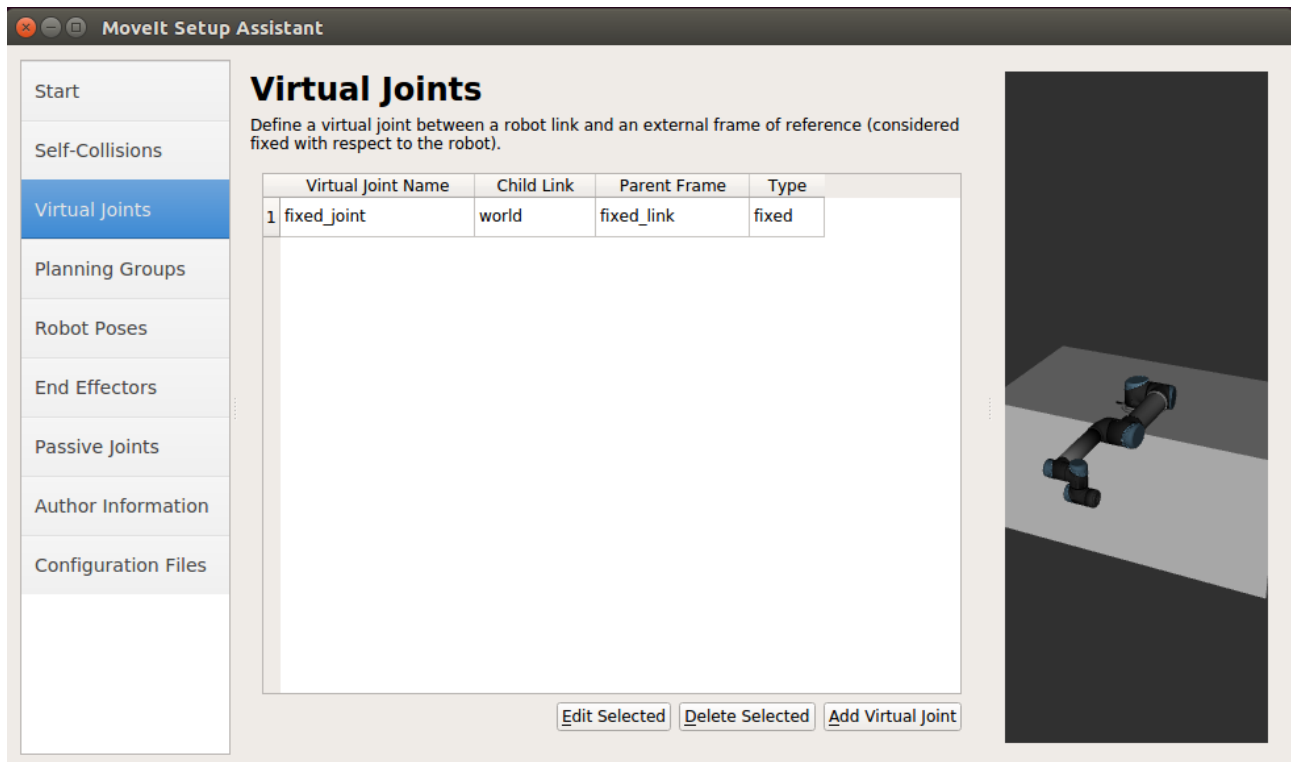 MoveIt Setup Assistant
Start
Self-Collisions
Virtual Joints
Planning Groups
Robot Poses
End Effectors
Passive Joints
Author Information
Configuration Files
Virtual Joints
Define a virtual joint between a robot link and an external frame of reference (considered
fixed with respect to the robot).
Virtual Joint Name Child Link Parent Frame Type
1 fixed_joint world fixed_link fixed
Edit Selected Delete Selected Add Virtual Joint